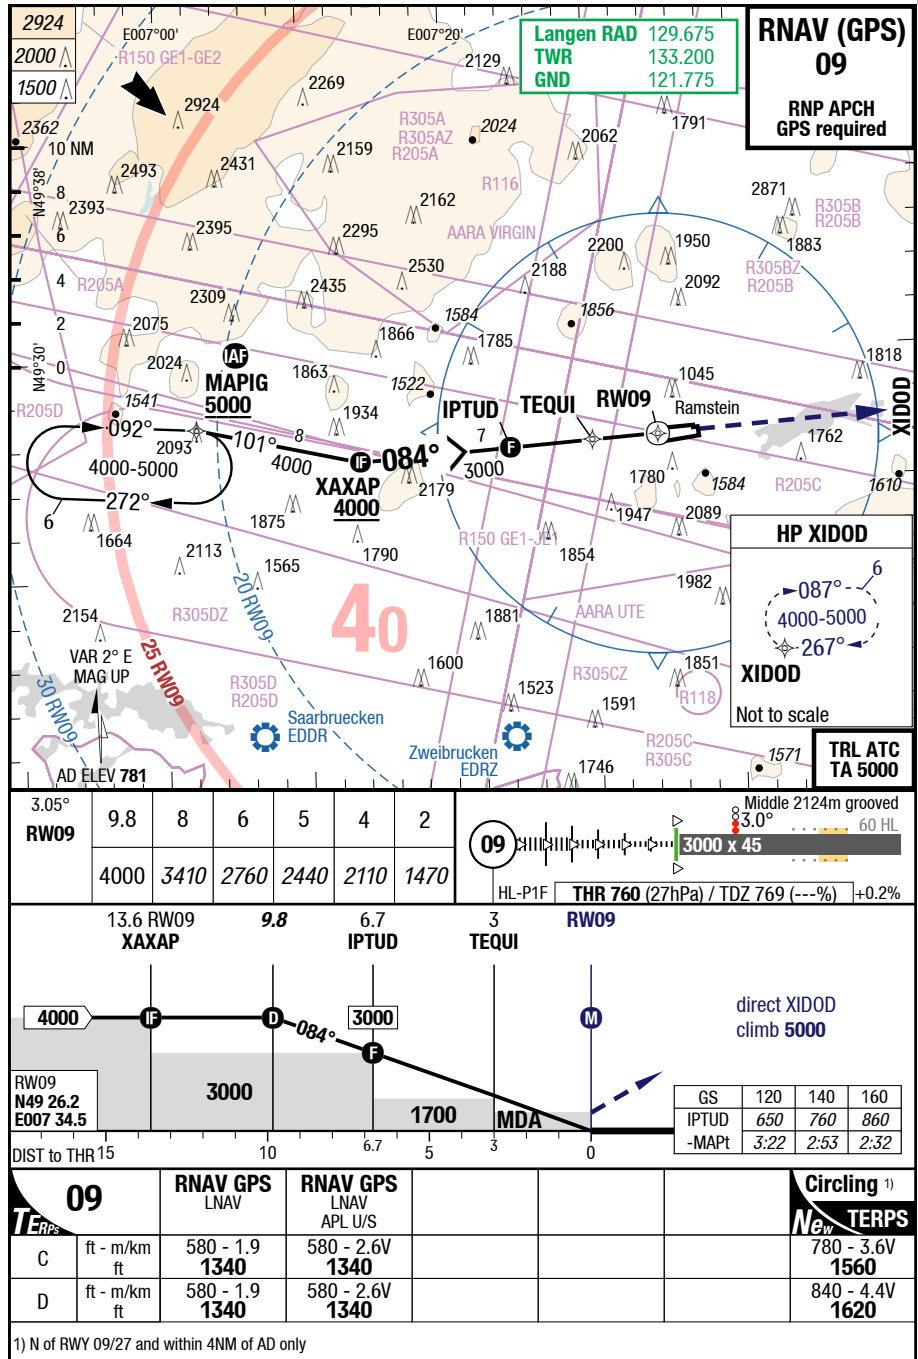 2924
2000
1500
E007°00'
E007°20'
Langen RAD 129.675
TWR 133.200
GND 121.775
RNAV (GPS)
09
RNP APCH
GPS required
R150 GE1-GE2
2924
2269
2129
1791
2362
10 NM
R305A
R305AZ
R205A
2024
2062
2159
2431
2493
N49°38'
8
2393
R116
2162
2871
R305B
R205B
1883
6
2395
2295
AARA VIRGIN
2200
1950
R305BZ
R205B
4
R205A
2530
2188
2435
2309
2092
2
2075
1584
1856
1866
1785
0
N49°30'
IAF
MAPIG
5000
2024
1863
1522
1045
1818
R205D
1541
1934
IPTUD
TEQUI
RW09
Ramstein
XIDOD
092°
2093
101°
8
4000
IF
084°
7
F
3000
1762
4000-5000
XAXAP
4000
2179
1780
1584
R205C
1610
272°
6
1875
1947
2089
1664
1790
R150 GE1-JE1
1854
2113
1565
HP XIDOD
087°
6
4000-5000
267°
XIDOD
Not to scale
1982
20 RW09
R305DZ
40
AARA UTE
2154
1881
VAR 2° E
MAG UP
25 RW09
30 RW09
1600
R305CZ
1851
R118
R305D
R205D
1523
1591
Saarbruecken
EDDR
Zweibrucken
EDRZ
R205C
R305C
1571
TRL ATC
TA 5000
AD ELEV 781
1746
3.05°
RW09
9.8 8 6 5 4 2
4000 3410 2760 2440 2110 1470
Middle 2124m grooved
3.0°
60 HL
09
3000 x 45
HL-P1F
THR 760 (27hPa) / TDZ 769 (---%)
+0.2%
13.6 RW09 9.8 6.7 3 RW09
XAXAP IPTUD TEQUI
4000
IF
D
084°
3000
F
M
direct XIDOD
climb 5000
RW09
N49 26.2
E007 34.5
3000
1700
MDA
GS 120 140 160
IPTUD 650 760 860
-MAPt 3:22 2:53 2:32
DIST to THR 15 10 6.7 5 3 0
TERPs
09
RNAV GPS
LNAV
RNAV GPS
LNAV
APL U/S
Circling 1)
New TERPS
C ft - m/km 580 - 1.9 580 - 2.6V 780 - 3.6V
ft 1340 1340 1560
D ft - m/km 580 - 1.9 580 - 2.6V 840 - 4.4V
ft 1340 1340 1620
1) N of RWY 09/27 and within 4NM of AD only